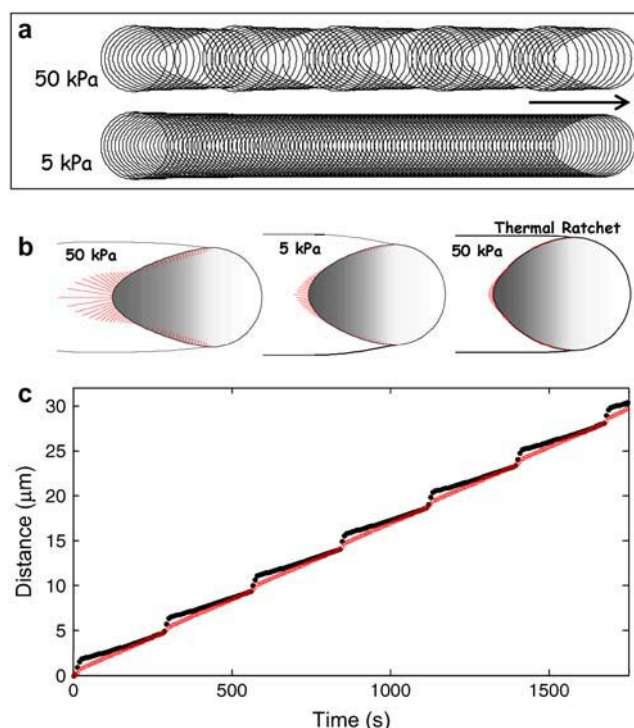 a
50 kPa
5 kPa
b
50 kPa
5 kPa
Thermal Ratchet
50 kPa
c
Distance (μm)
30
25
20
15
10
5
0
0 500 1000 1500
Time (s)